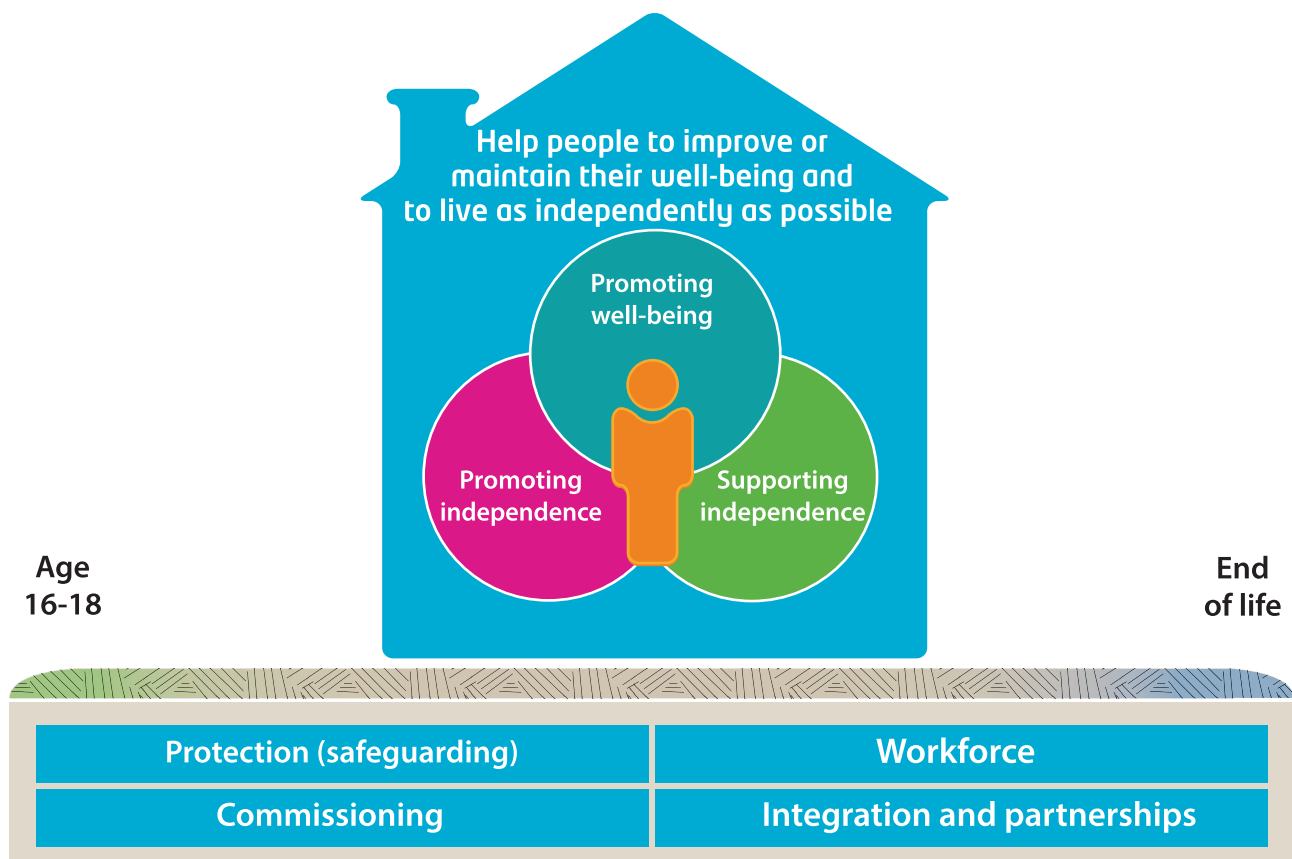 Help people to improve or
maintain their well-being and
to live as independently as possible
Promoting
well-being
Promoting
independence
Supporting
independence
Age
16-18
End
of life
Protection (safeguarding)
Workforce
Commissioning
Integration and partnerships